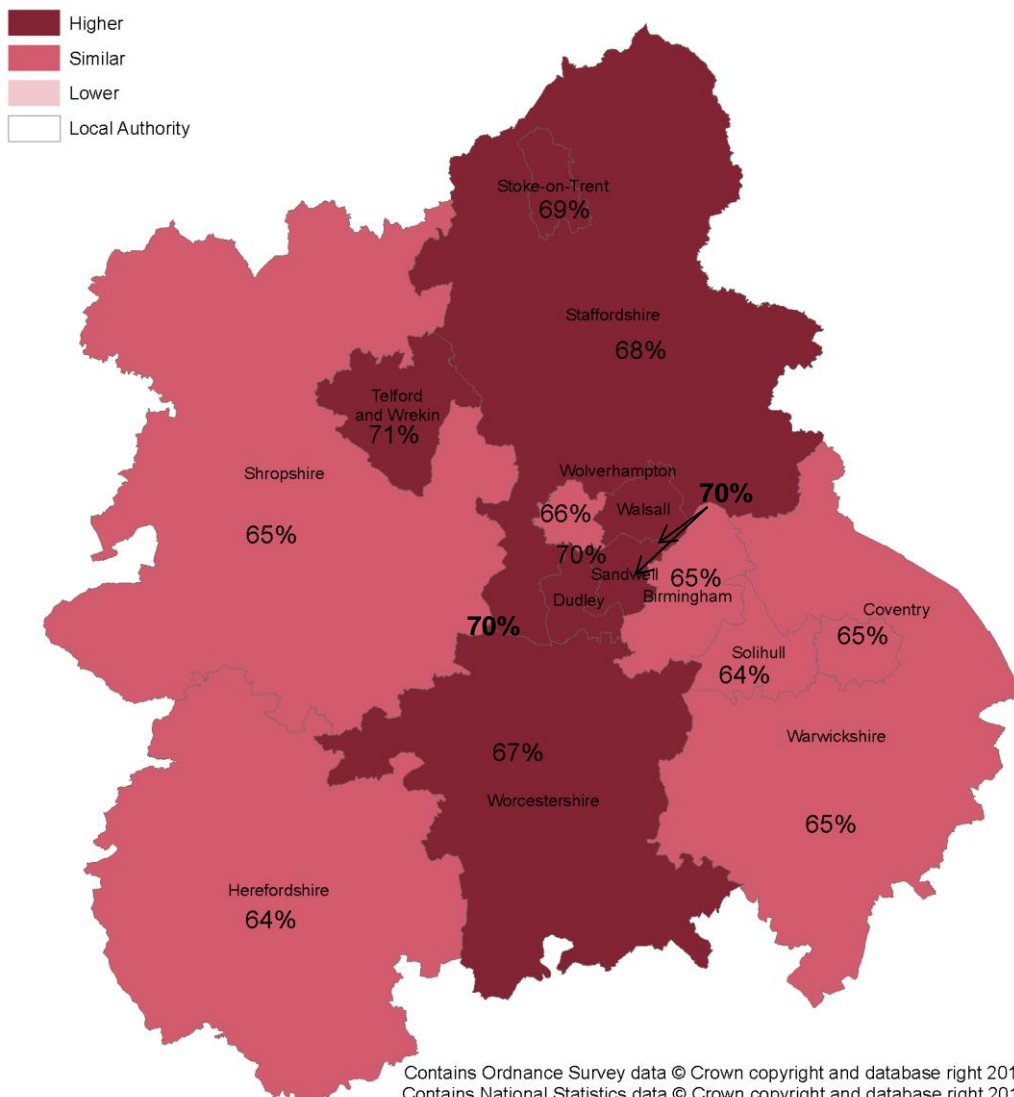 Higher
Similar
Lower
Local Authority
Stoke-on-Trent
69%
Staffordshire
68%
Telford
and Wrekin
71%
Shropshire
65%
Wolverhampton
66%
Walsall
70%
70%
Sandwell
Dudley
65%
Birmingham
70%
Coventry
65%
Solihull
64%
Warwickshire
65%
67%
Worcestershire
Herefordshire
64%
Contains Ordnance Survey data © Crown copyright and database right
Contains National Statistics data © Crown copyright and database right